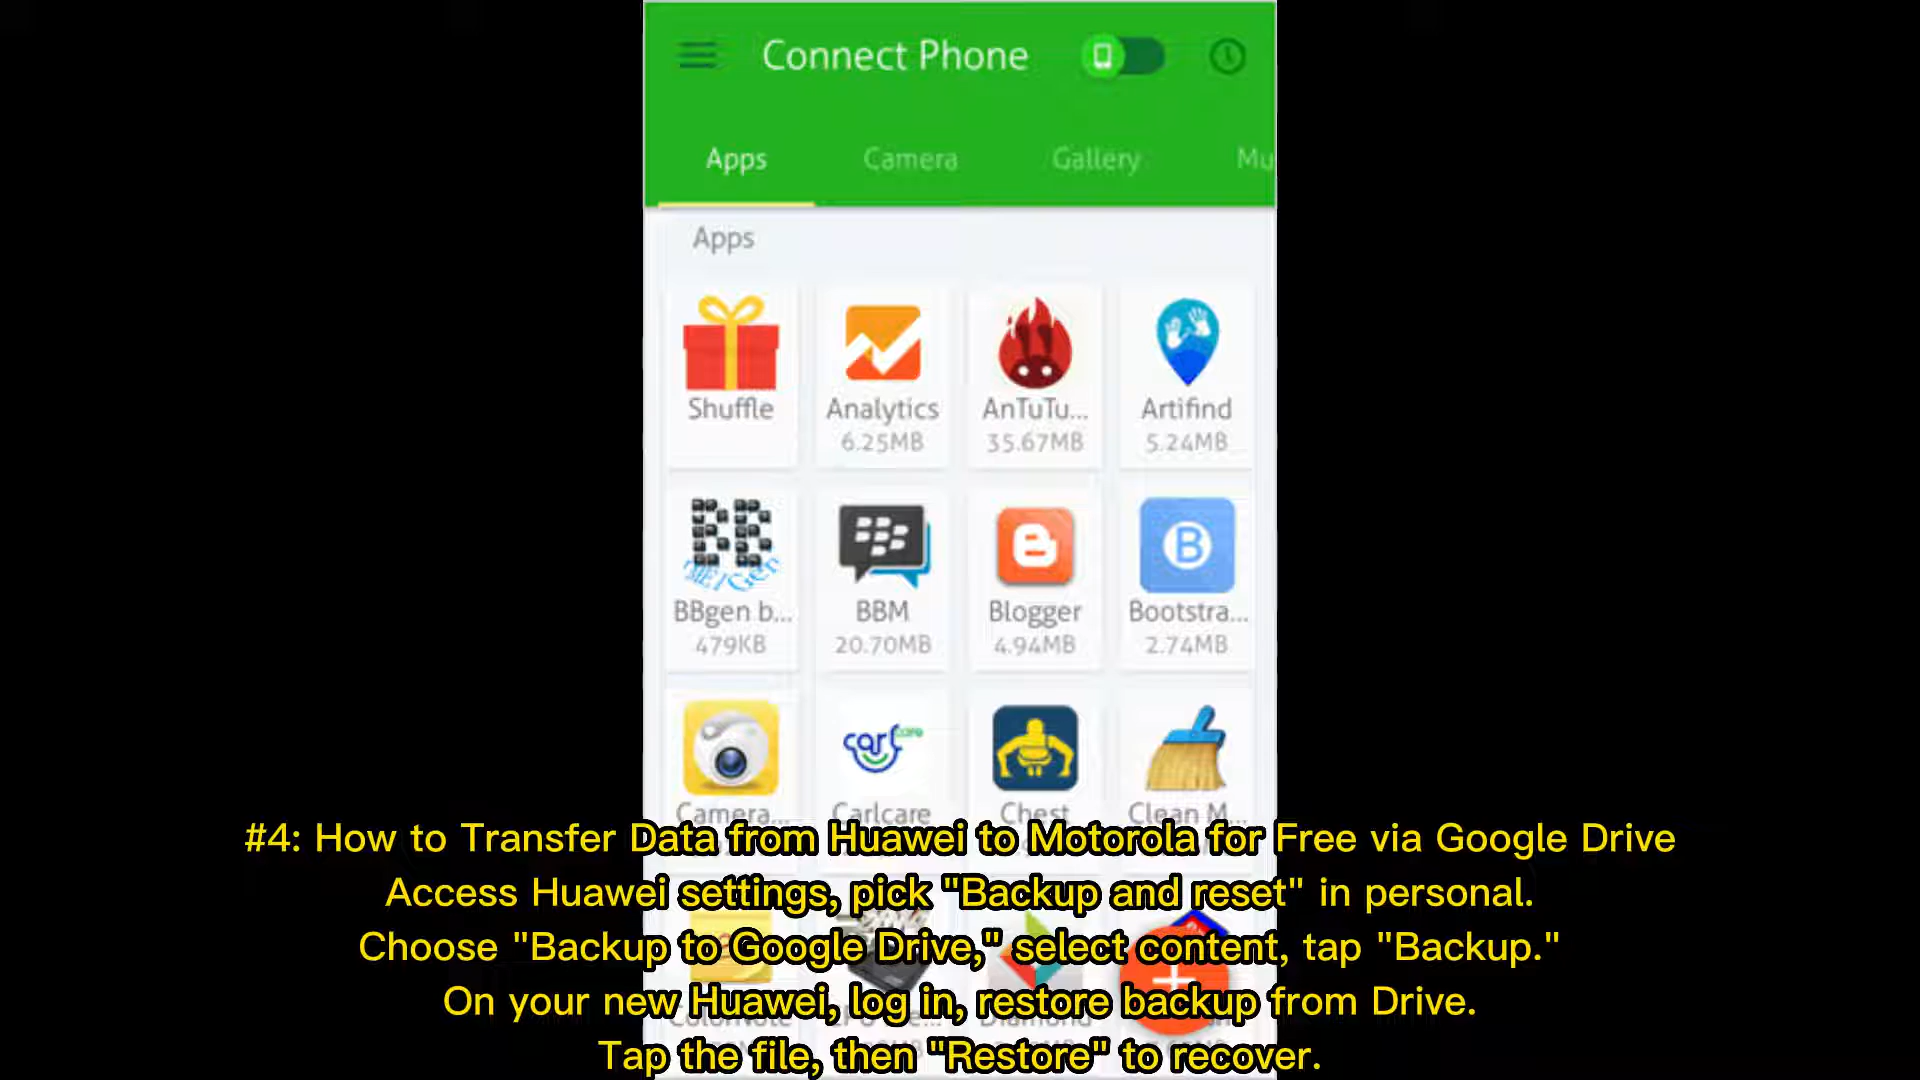 Connect Phone
Apps Camera Gallery Mu
Apps
Shuffle Analytics AnTuTu... Artifind
6.25MB 35.67MB 5.24MB
BBgen b... BBM Blogger Bootstra...
479KB 20.70MB 4.94MB 2.74MB
Camera... Carlcare Chest Clean M...
#4: How to Transfer Data from Huawei to Motorola for Free via Google Drive
Access Huawei settings, pick "Backup and reset" in personal.
Choose "Backup to Google Drive," select content, tap "Backup."
On your new Huawei, log in, restore backup from Drive.
Tap the file, then "Restore" to recover.